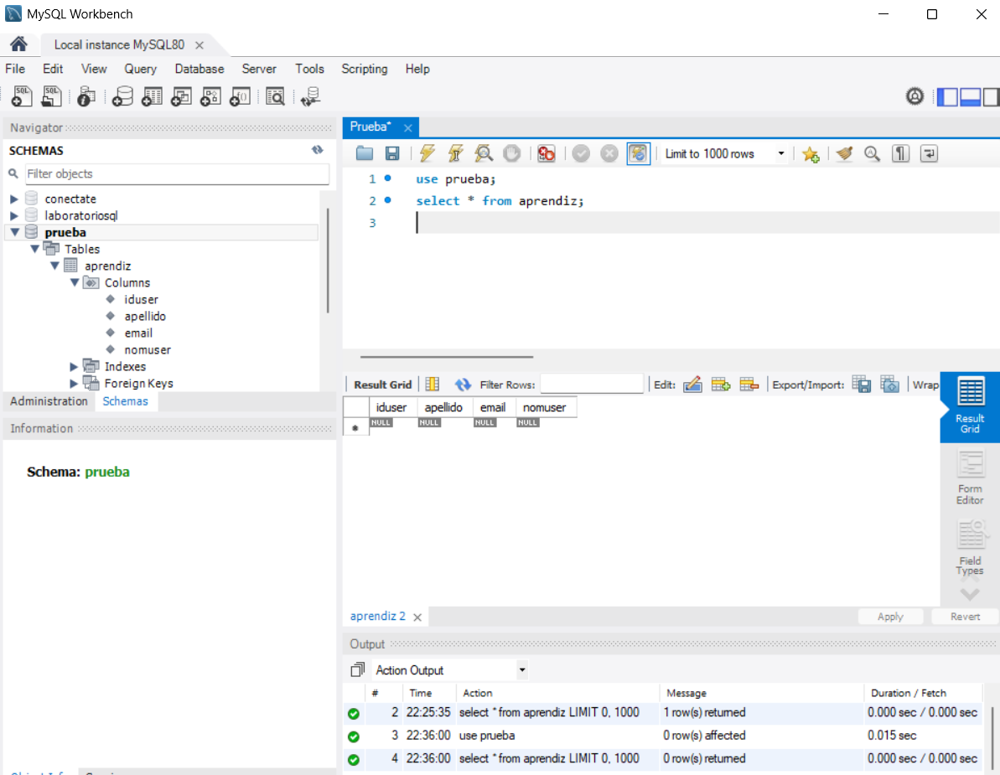 MySQL Workbench
Local instance MySQL80
File Edit View Query Database Server Tools Scripting Help
Navigator
SCHEMAS
Filter objects
conectate
laboratoriosql
prueba
Tables
aprendiz
Columns
iduser
apellido
email
nomuser
Indexes
Foreign Keys
Administration Schemas
Information
Schema: prueba
Prueba*
Limit to 1000 rows
1 use prueba;
2 select * from aprendiz;
3
Result Grid Filter Rows: Edit: Export/Import: Wrap
iduser apellido email nomuser
NULL NULL NULL NULL
Result
Grid
Form
Editor
Field
Types
aprendiz 2
Apply Revert
Output
Action Output
# Time Action Message Duration / Fetch
2 22:25:35 select * from aprendiz LIMIT 0, 1000 1 row(s) returned 0.000 sec / 0.000 sec
3 22:36:00 use prueba 0 row(s) affected 0.015 sec
4 22:36:00 select * from aprendiz LIMIT 0, 1000 0 row(s) returned 0.000 sec / 0.000 sec